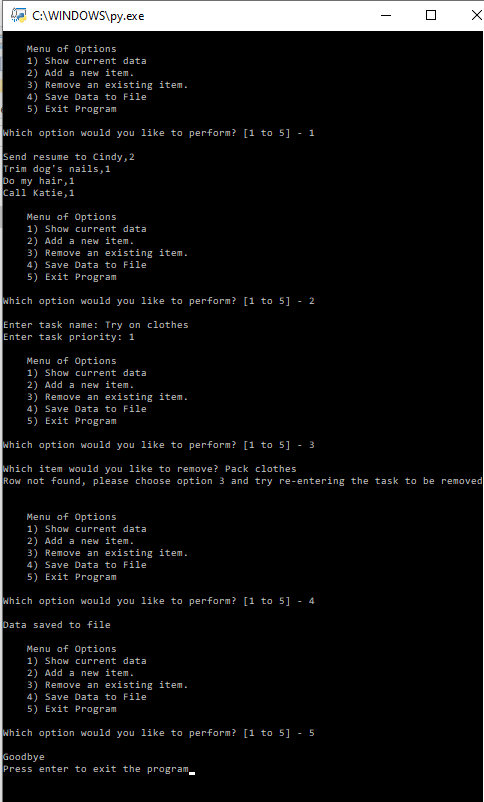 C:\WINDOWS\py.exe
Menu of Options
1) Show current data
2) Add a new item.
3) Remove an existing item.
4) Save Data to File
5) Exit Program
Which option would you like to perform? [1 to 5] - 1
Send resume to Cindy,2
Trim dog's nails,1
Do my hair,1
Call Katie,1
Menu of Options
1) Show current data
2) Add a new item.
3) Remove an existing item.
4) Save Data to File
5) Exit Program
Which option would you like to perform? [1 to 5] - 2
Enter task name: Try on clothes
Enter task priority: 1
Menu of Options
1) Show current data
2) Add a new item.
3) Remove an existing item.
4) Save Data to File
5) Exit Program
Which option would you like to perform? [1 to 5] - 3
Which item would you like to remove? Pack clothes
Row not found, please choose option 3 and try re-entering the task to be removed
Menu of Options
1) Show current data
2) Add a new item.
3) Remove an existing item.
4) Save Data to File
5) Exit Program
Which option would you like to perform? [1 to 5] - 4
Data saved to file
Menu of Options
1) Show current data
2) Add a new item.
3) Remove an existing item.
4) Save Data to File
5) Exit Program
Which option would you like to perform? [1 to 5] - 5
Goodbye
Press enter to exit the program